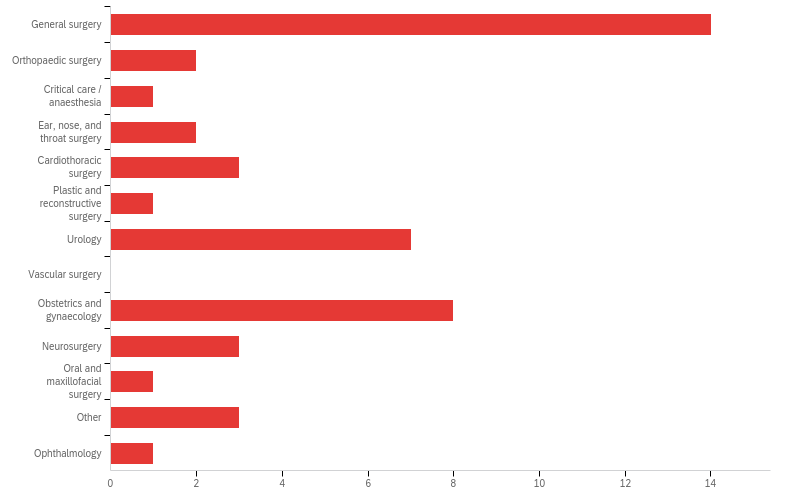 General surgery
Orthopaedic surgery
Critical care /
anaesthesia
Ear, nose, and
throat surgery
Cardiothoracic
surgery
Plastic and
reconstructive
surgery
Urology
Vascular surgery
Obstetrics and
gynaecology
Neurosurgery
Oral and
maxillofacial
surgery
Other
Ophthalmology
0 2 4 6 8 10 12 14